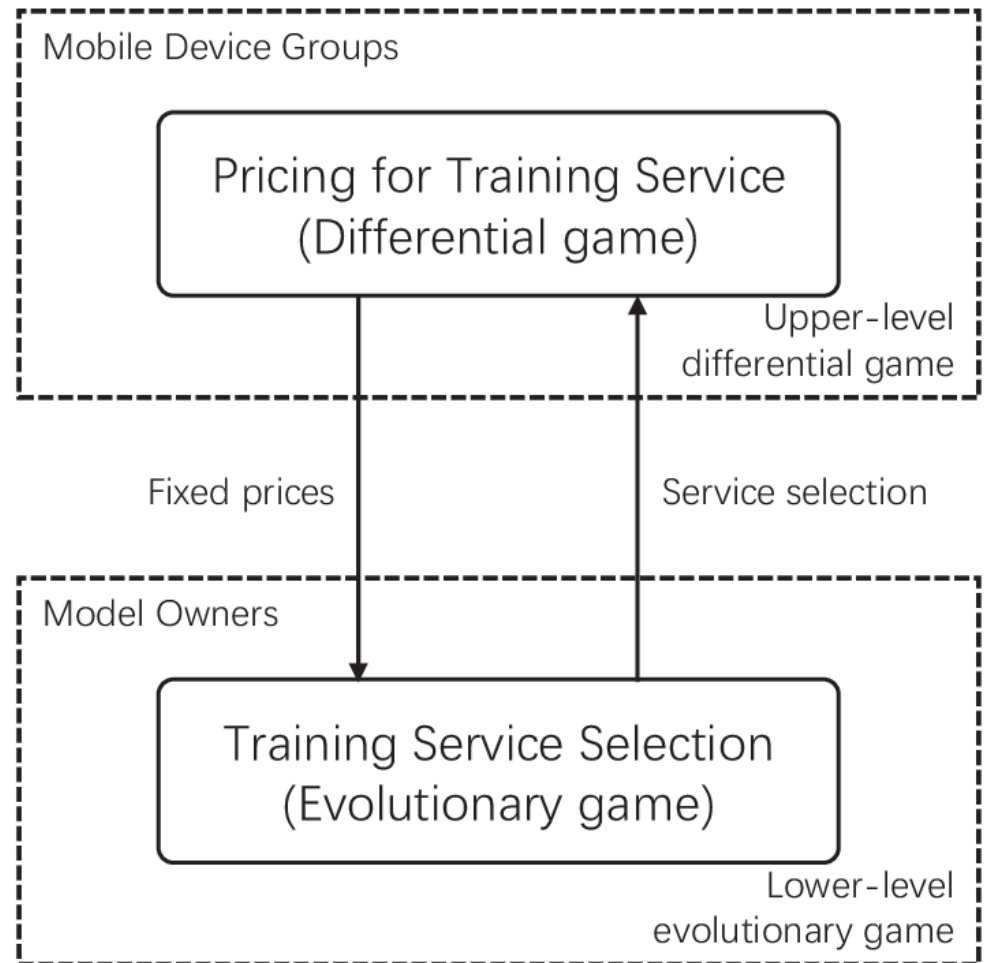 Mobile Device Groups
Pricing for Training Service
(Differential game)
Upper-level
differential game
Fixed prices
Service selection
Model Owners
Training Service Selection
(Evolutionary game)
Lower-level
evolutionary game